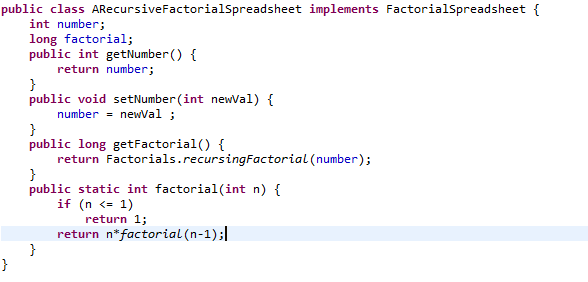 public class ARecursiveFactorialSpreadsheet implements FactorialSpreadsheet {
    int number;
    long factorial;
    public int getNumber() {
        return number;
    }
    public void setNumber(int newVal) {
        number = newVal ;
    }
    public long getFactorial() {
        return Factorials.recursingFactorial(number);
    }
    public static int factorial(int n) {
        if (n <= 1)
            return 1;
        return n*factorial(n-1);
    }
}